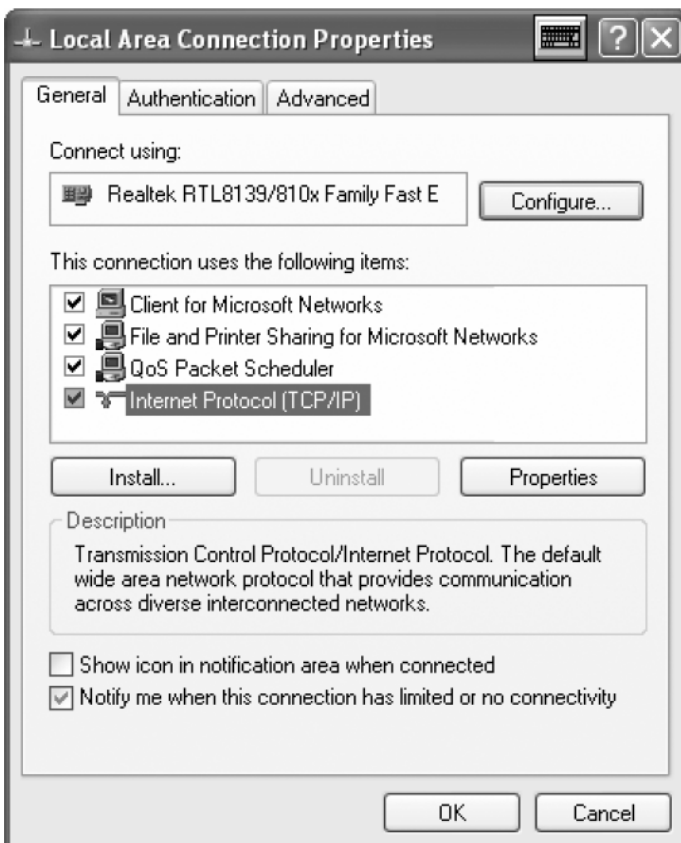 Local Area Connection Properties
General Authentication Advanced
Connect using:
Realtek RTL8139/810x Family Fast E
Configure...
This connection uses the following items:
Client for Microsoft Networks
File and Printer Sharing for Microsoft Networks
QoS Packet Scheduler
Internet Protocol (TCP/IP)
Install... Uninstall Properties
Description
Transmission Control Protocol/Internet Protocol. The default
wide area network protocol that provides communication
across diverse interconnected networks.
Show icon in notification area when connected
Notify me when this connection has limited or no connectivity
OK Cancel